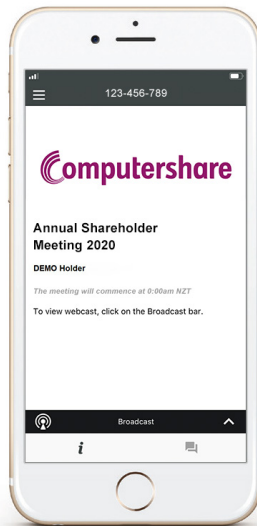 123-456-789
Computershare
Annual Shareholder
Meeting 2020
DEMO Holder
The meeting will commence at 0:00am NZT
To view webcast, click on the Broadcast bar.
Broadcast
i